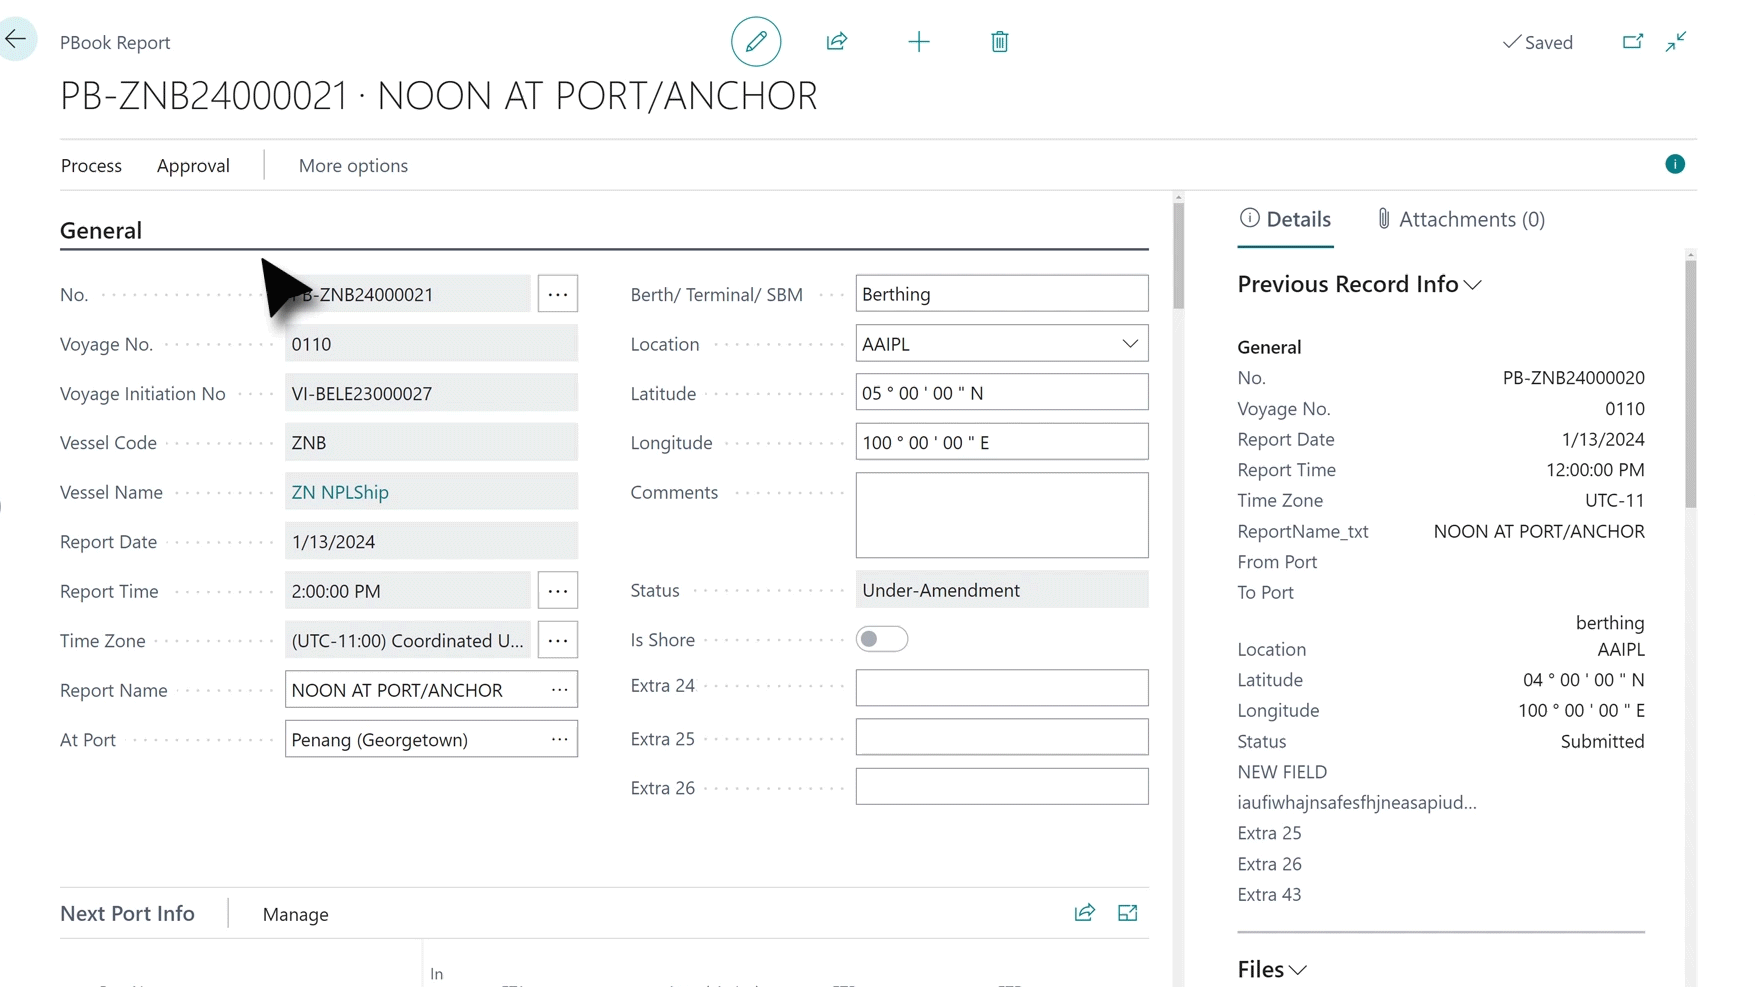 PBook Report
Saved
PB-ZNB24000021 · NOON AT PORT/ANCHOR
Process Approval More options
General
No. PB-ZNB24000021 ...
Voyage No. 0110
Voyage Initiation No VI-BELE23000027
Vessel Code ZNB
Vessel Name ZN NPLShip
Report Date 1/13/2024
Report Time 2:00:00 PM ...
Time Zone (UTC-11:00) Coordinated U... ...
Report Name NOON AT PORT/ANCHOR ...
At Port Penang (Georgetown) ...
Berth/ Terminal/ SBM Berthing
Location AAIPL
Latitude 05 ° 00 ' 00 " N
Longitude 100 ° 00 ' 00 " E
Comments
Status Under-Amendment
Is Shore
Extra 24
Extra 25
Extra 26
Next Port Info Manage
In
Details Attachments (0)
Previous Record Info
General
No. PB-ZNB24000020
Voyage No. 0110
Report Date 1/13/2024
Report Time 12:00:00 PM
Time Zone UTC-11
ReportName_txt NOON AT PORT/ANCHOR
From Port
To Port
berthing
Location AAIPL
Latitude 04 ° 00 ' 00 " N
Longitude 100 ° 00 ' 00 " E
Status Submitted
NEW FIELD
iaufiwhajnsafesfhjneasapiud...
Extra 25
Extra 26
Extra 43
Files